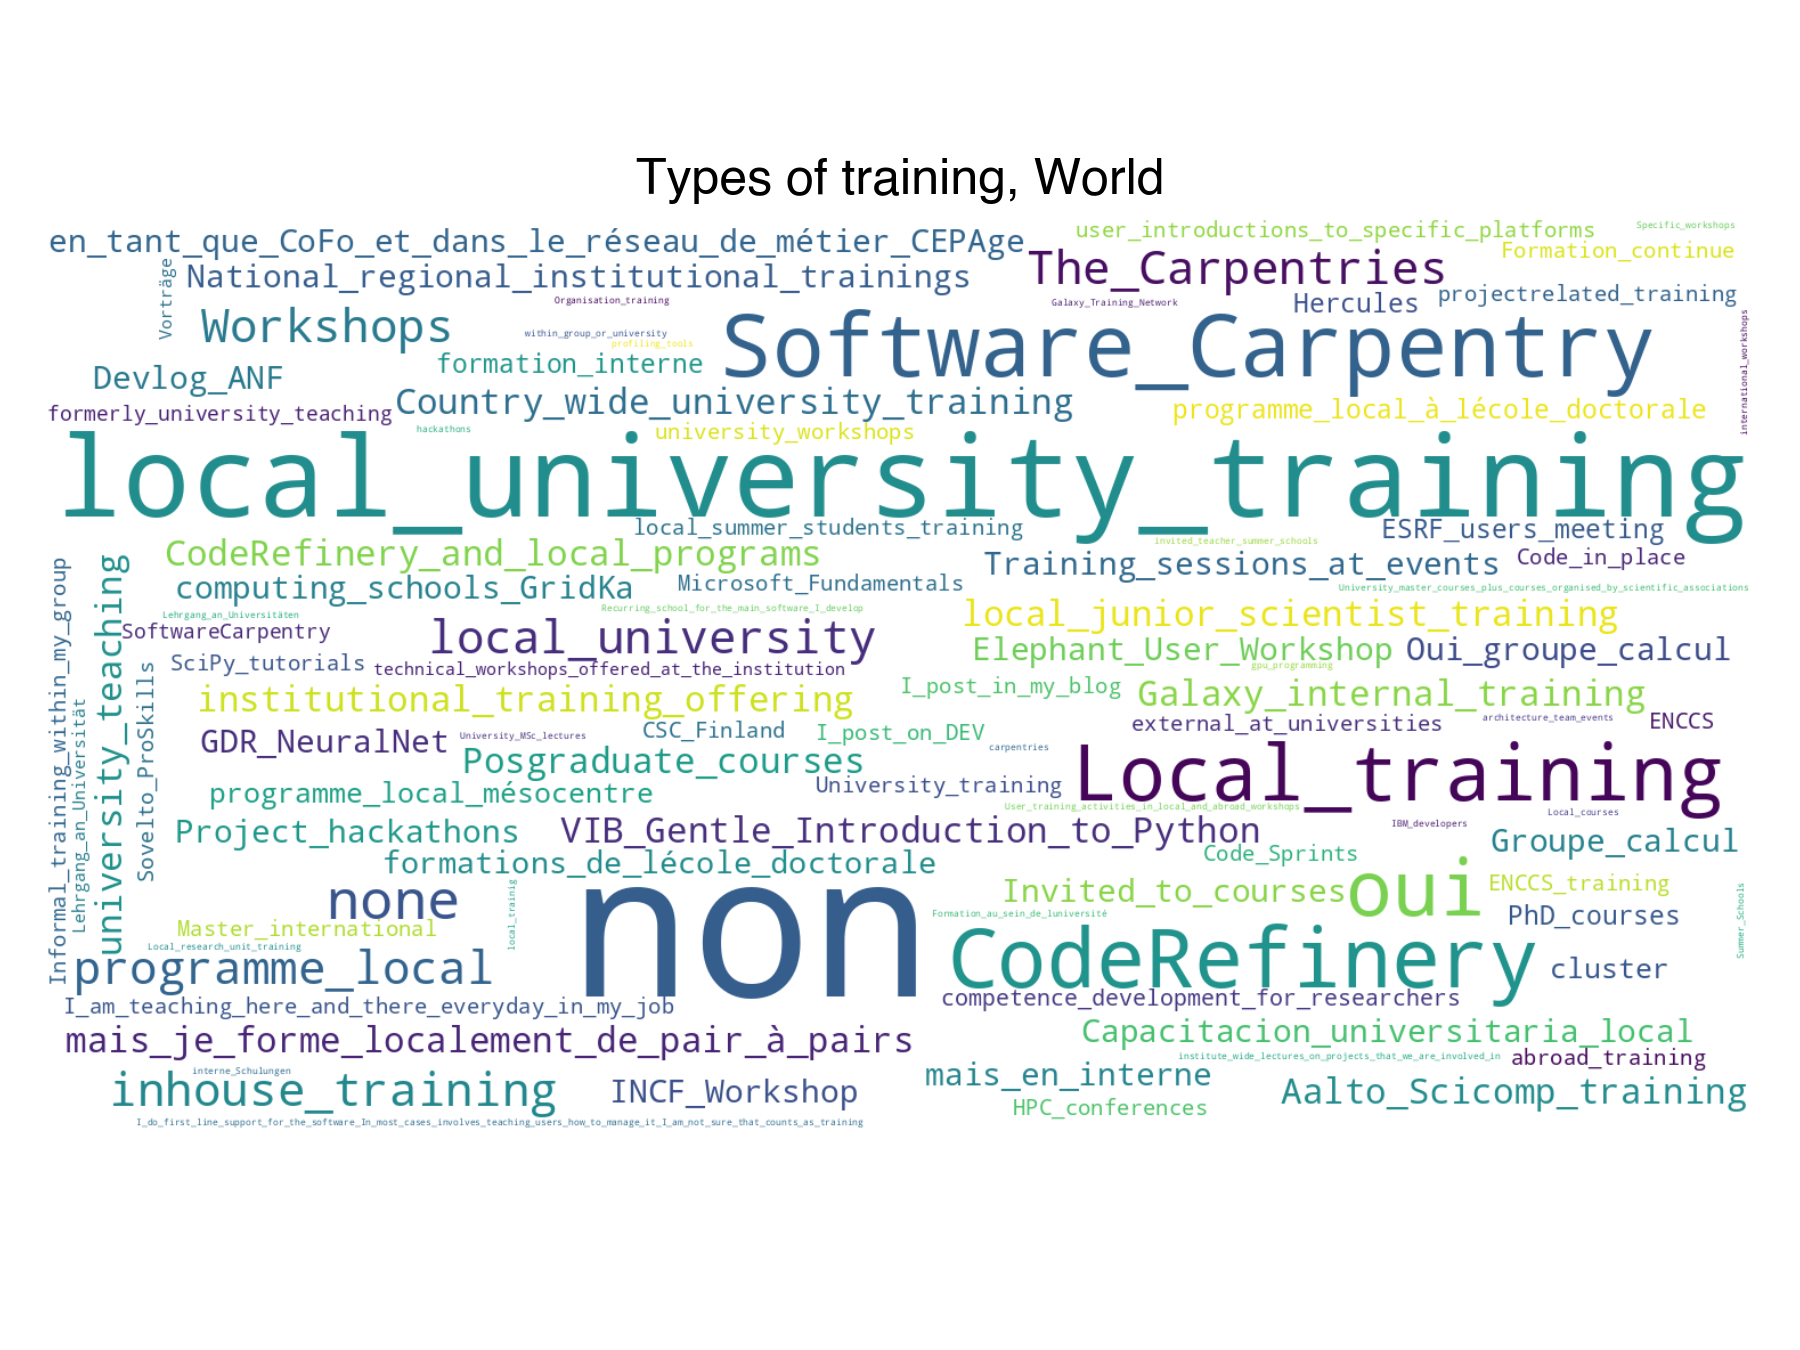 Types of training, World
user_introductions_to_specific_platforms
Specific_workshops
en_tant_que_CoFo_et_dans_le_réseau_de_métier_CEPAge
Formation_continue
The_Carpentries
Vorträge
National_regional_institutional_trainings
Organisation_training
Galaxy_Training_Network
Hercules
projectrelated_training
Workshops
within_group_or_university
profiling_tools
Software_Carpentry
international_workshops
formation_interne
Devlog_ANF
Country_wide_university_training
formerly_university_teaching
programme_local_à_lécole_doctorale
hackathons
university_workshops
local_university_training
local_summer_students_training
ESRF_users_meeting
invited_teacher_summer_schools
CodeRefinery_and_local_programs
Training_sessions_at_events
Code_in_place
computing_schools_GridKa
Microsoft_Fundamentals
University_master_courses_plus_courses_organised_by_scientific_associations
Informal_training_within_my_group
university_teaching
Recurring_school_for_the_main_software_I_develop
Lehrgang_an_Universitäten
local_junior_scientist_training
SoftwareCarpentry
local_university
Elephant_User_Workshop
Oui_groupe_calcul
SciPy_tutorials
technical_workshops_offered_at_the_institution
gpu_programming
Lehrgang_an_Universität
Sovelto_ProSkills
institutional_training_offering
I_post_in_my_blog
Galaxy_internal_training
external_at_universities
architecture_team_events
ENCCS
GDR_NeuralNet
University_MSc_lectures
CSC_Finland
I_post_on_DEV
carpentries
Posgraduate_courses
Local_training
University_training
programme_local_mésocentre
User_training_activities_in_local_and_abroad_workshops
Local_courses
IBM_developers
Project_hackathons
VIB_Gentle_Introduction_to_Python
Groupe_calcul
formations_de_lécole_doctorale
Code_Sprints
none
non
Invited_to_courses
oui
ENCCS_training
local_trainig
Formation_au_sein_de_luniversité
PhD_courses
Summer_Schools
Master_international
Local_research_unit_training
programme_local
CodeRefinery
cluster
I_am_teaching_here_and_there_everyday_in_my_job
competence_development_for_researchers
mais_je_forme_localement_de_pair_à_pairs
Capacitacion_universitaria_local
institute_wide_lectures_on_projects_that_we_are_involved_in
abroad_training
interne_Schulungen
inhouse_training
INCF_Workshop
mais_en_interne
Aalto_Scicomp_training
HPC_conferences
I_do_first_line_support_for_the_software_In_most_cases_involves_teaching_users_how_to_manage_it_I_am_not_sure_that_counts_as_training